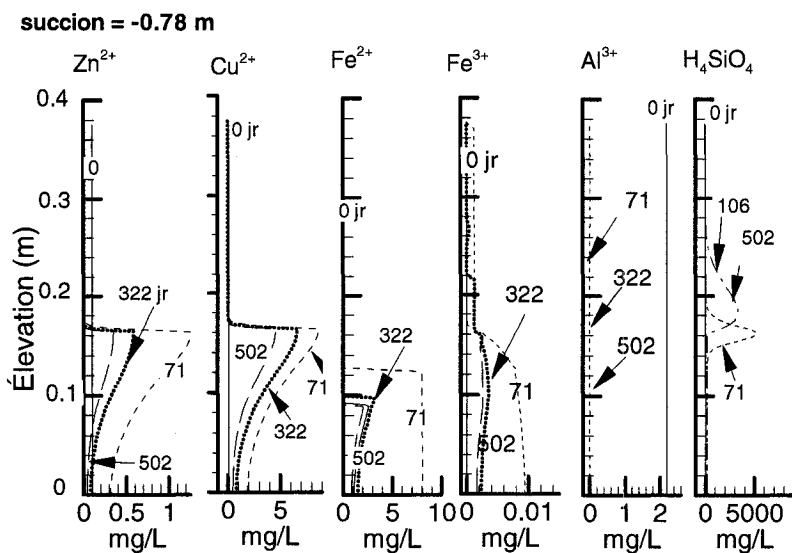 succion = -0.78 m
Zn²⁺ Cu²⁺ Fe²⁺ Fe³⁺ Al³⁺ H₄SiO₄
Élevation (m)
0.4
0.3
0.2
0.1
0
0
322 jr
71
502
0 0.5 1
mg/L
0 jr
502
71
322
0 5
mg/L
0 jr
322
71
502
0 5 10
mg/L
0 jr
322
71
502
0 0.01
mg/L
0 jr
71
322
502
0 1 2
mg/L
0 jr
106
502
71
0 5000
mg/L